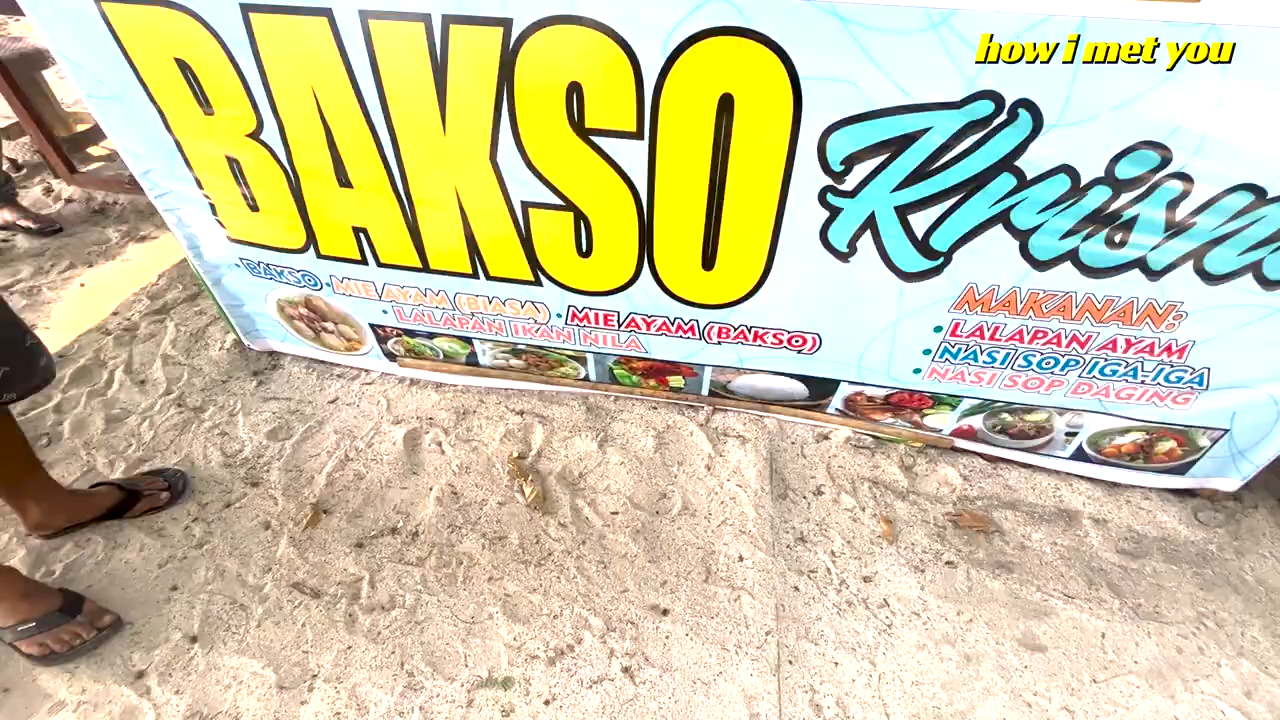 how i met you
BAKSO
· BAKSO · MIE AYAM (BIASA) · MIE AYAM (BAKSO)
· LALAPAN IKAN NILA
MAKANAN:
• LALAPAN AYAM
• NASI SOP IGA-IGA
• NASI SOP DAGING